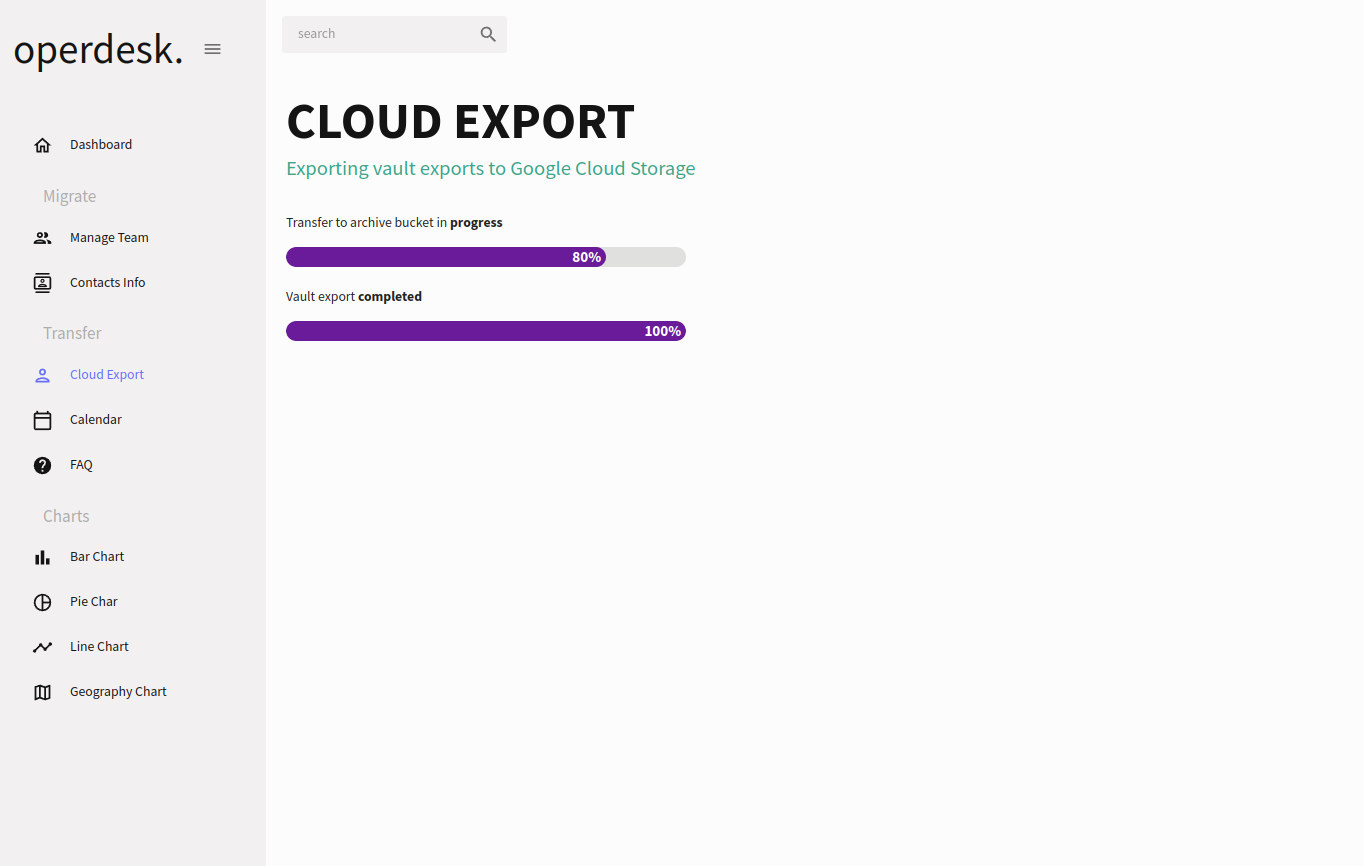 operdesk.
search
Dashboard
Migrate
Manage Team
Contacts Info
Transfer
Cloud Export
Calendar
FAQ
Charts
Bar Chart
Pie Char
Line Chart
Geography Chart
CLOUD EXPORT
Exporting vault exports to Google Cloud Storage
Transfer to archive bucket in progress
80%
Vault export completed
100%